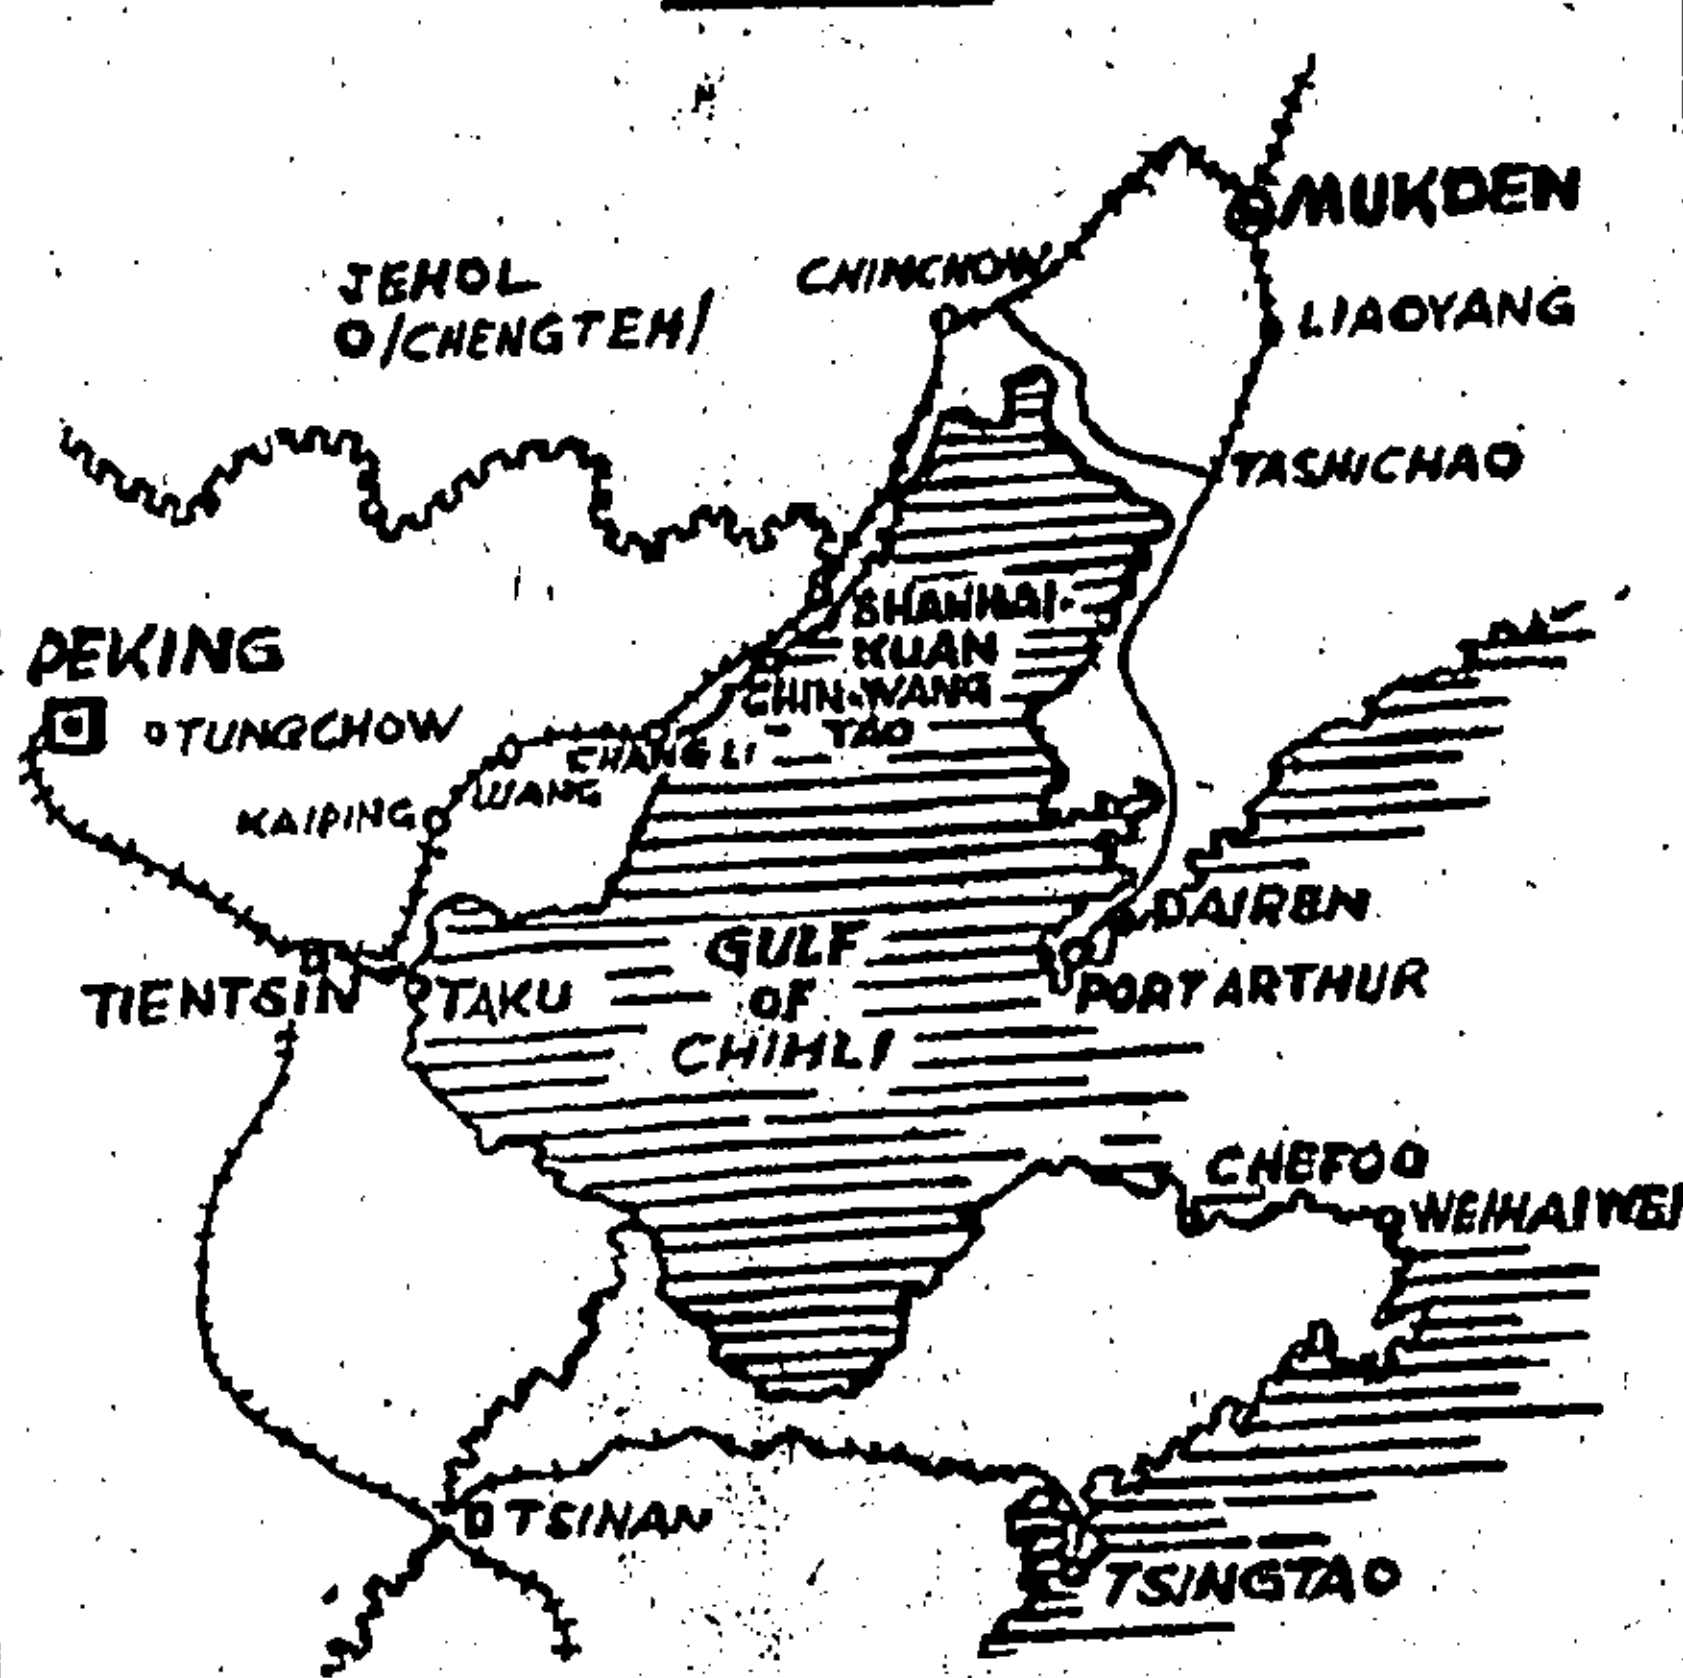 N
MUKDEN
JEHOL
/CHENGTEH/
CHINCHOW
LIAOYANG
TASHICHAO
SHANHAI-
KUAN
PEKING
CHIN-WANG
TAO
TUNGCHOW
CHANGLI
WANG
KAIPING
DAIREN
GULF
OF
CHIHLI
TIENTSIN
TAKU
PORT ARTHUR
CHEFOO
WEIHAIWEI
TSINAN
TSINGTAO